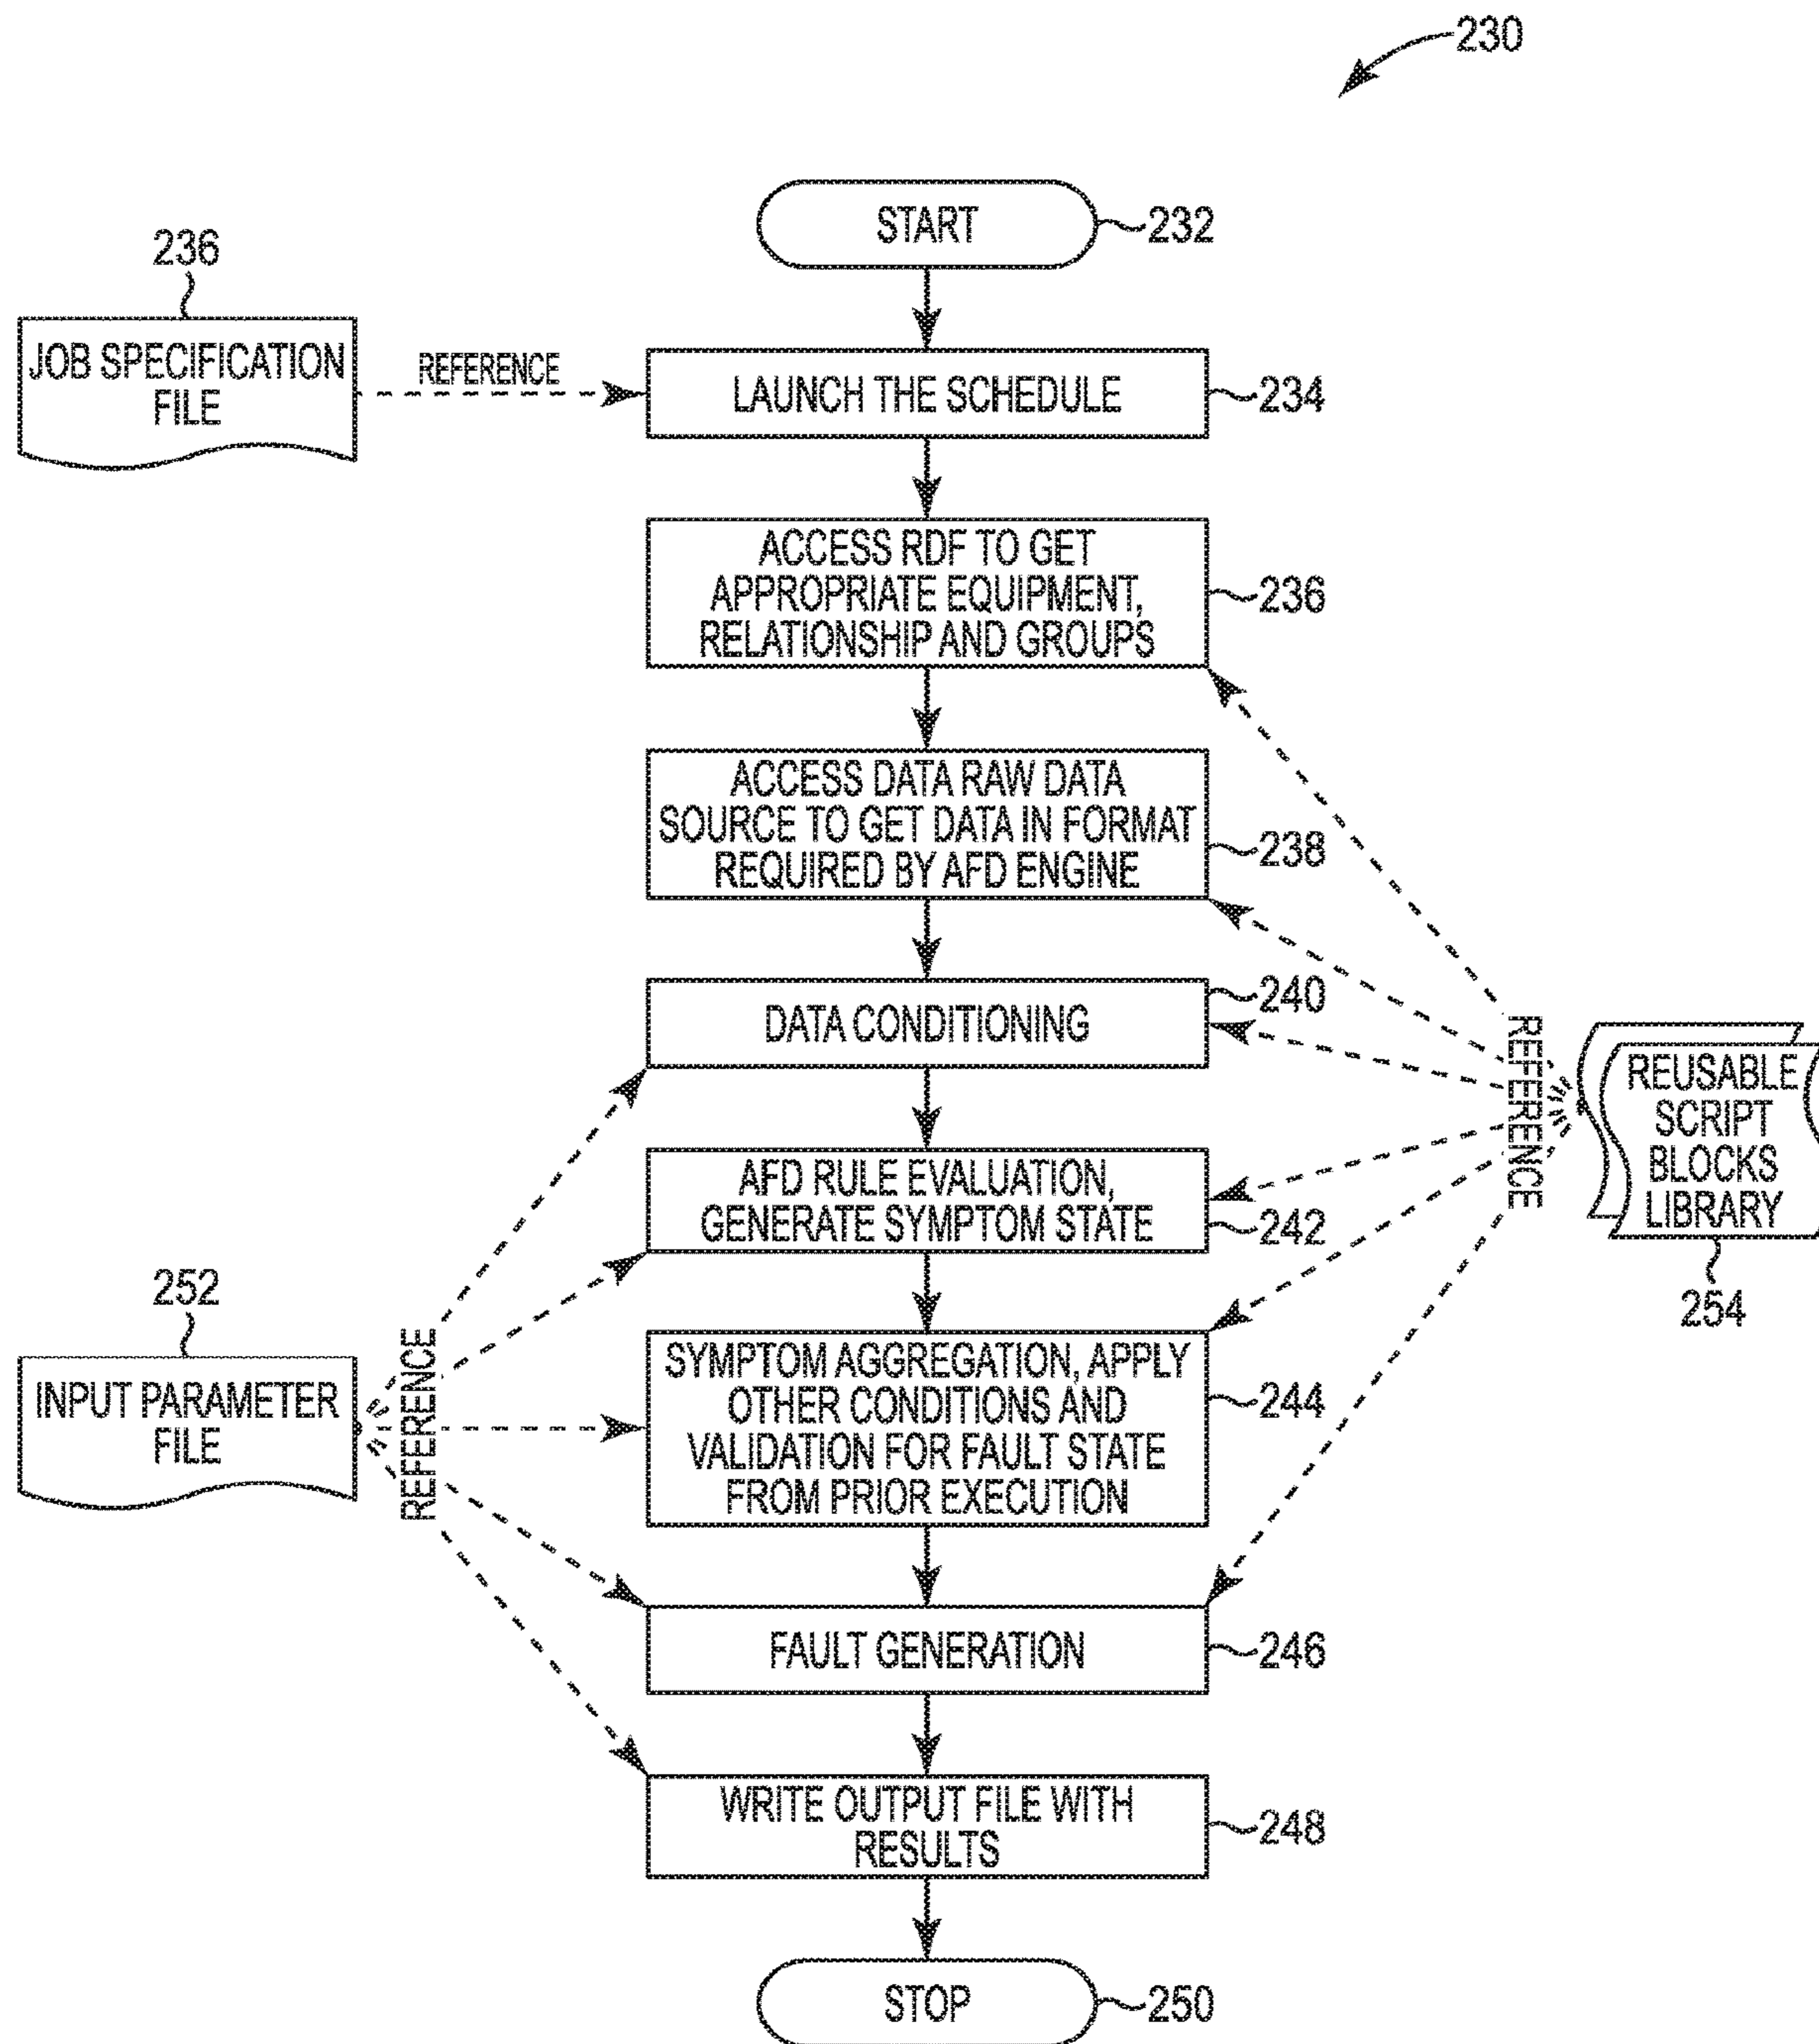 230
START
232
236
JOB SPECIFICATION
FILE
REFERENCE
LAUNCH THE SCHEDULE
234
ACCESS RDF TO GET
APPROPRIATE EQUIPMENT,
RELATIONSHIP AND GROUPS
236
ACCESS DATA RAW DATA
SOURCE TO GET DATA IN FORMAT
REQUIRED BY AFD ENGINE
238
DATA CONDITIONING
240
REFERENCE
REUSABLE
SCRIPT
BLOCKS
LIBRARY
254
AFD RULE EVALUATION,
GENERATE SYMPTOM STATE
242
252
INPUT PARAMETER
FILE
REFERENCE
SYMPTOM AGGREGATION, APPLY
OTHER CONDITIONS AND
VALIDATION FOR FAULT STATE
FROM PRIOR EXECUTION
244
FAULT GENERATION
246
WRITE OUTPUT FILE WITH
RESULTS
248
STOP
250